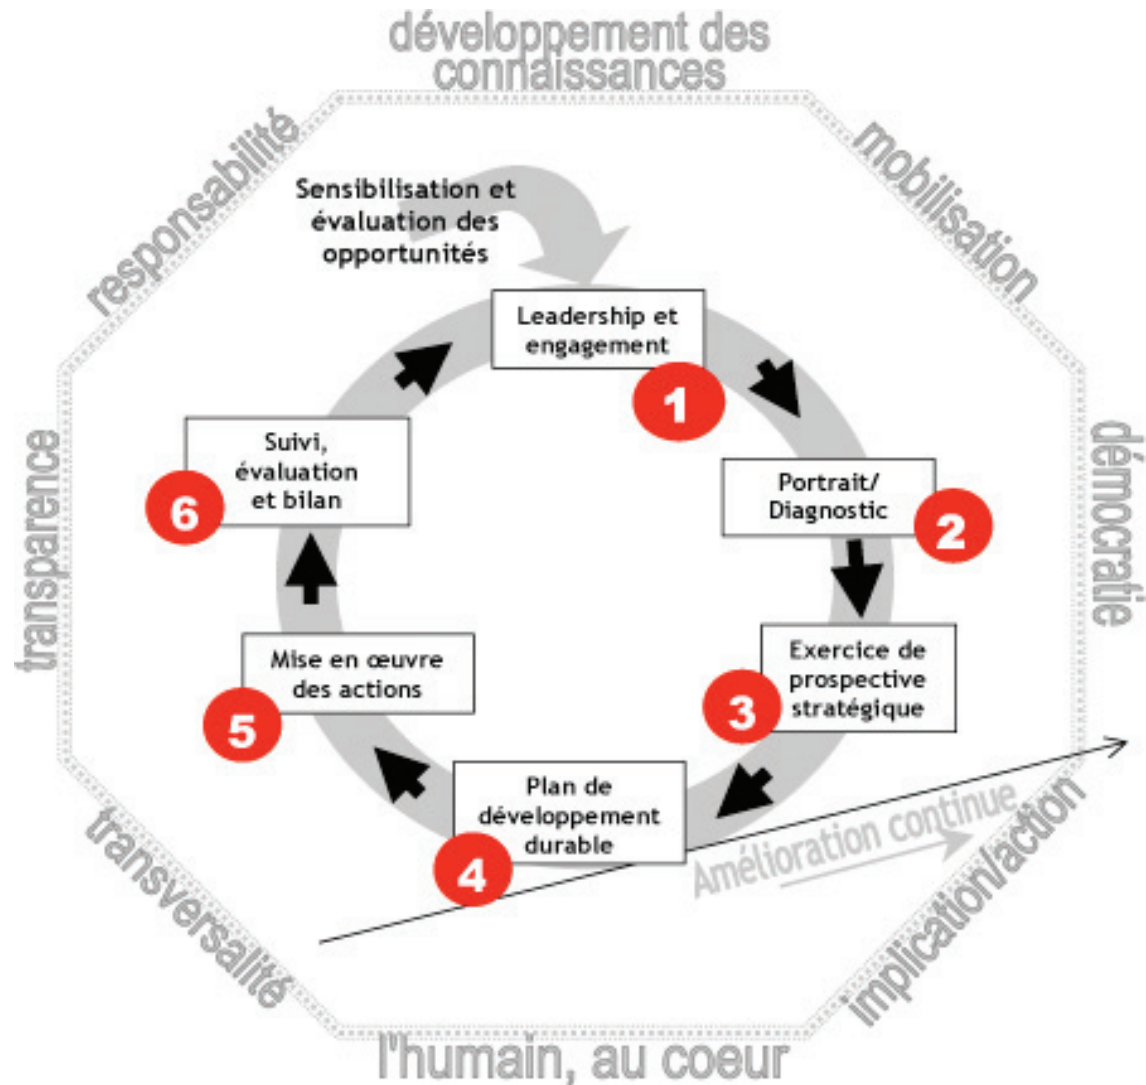 développement des
connaissances
responsabilité
mobilisation
Sensibilisation et
évaluation des
opportunités
Leadership et
engagement
1
Portrait/
Diagnostic
2
Exercice de
prospective
stratégique
3
Plan de
développement
durable
4
Mise en œuvre
des actions
5
Suivi,
évaluation
et bilan
6
transparence
démocratie
Amélioration continue
transversalité
implication/action
l'humain, au coeur